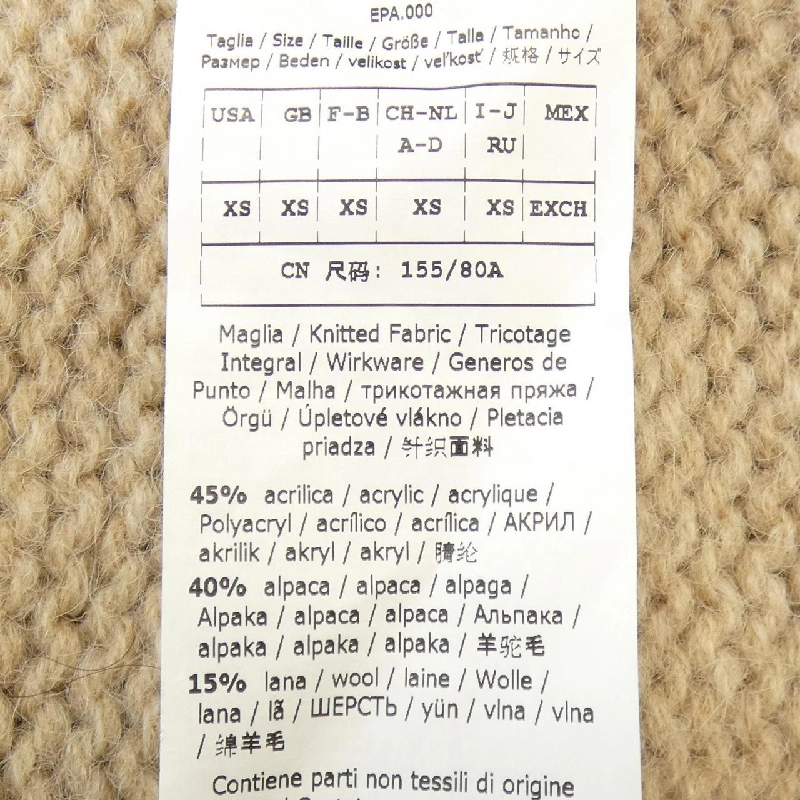 EPA.000
Taglia / Size / Taille / Größe / Talla / Tamanho /
Размер / Beden / velikost / veľkosť / 规格 / サイズ
USA GB F-B CH-NL I-J MEX
A-D RU
XS XS XS XS XS EXCH
CN 尺码: 155/80A
Maglia / Knitted Fabric / Tricotage
Integral / Wirkware / Generos de
Punto / Malha / трикотажная пряжа /
Örgü / Úpletové vlákno / Pletacia
priadza / 针织面料
45% acrilica / acrylic / acrylique /
Polyacryl / acrílico / acrílica / АКРИЛ /
akrilik / akryl / akryl / 腈纶
40% alpaca / alpaca / alpaga /
Alpaka / alpaca / alpaca / Альпака /
alpaka / alpaka / alpaka / 羊驼毛
15% lana / wool / laine / Wolle /
lana / lã / ШЕРСТЬ / yün / vlna / vlna
/ 绵羊毛
Contiene parti non tessili di origine